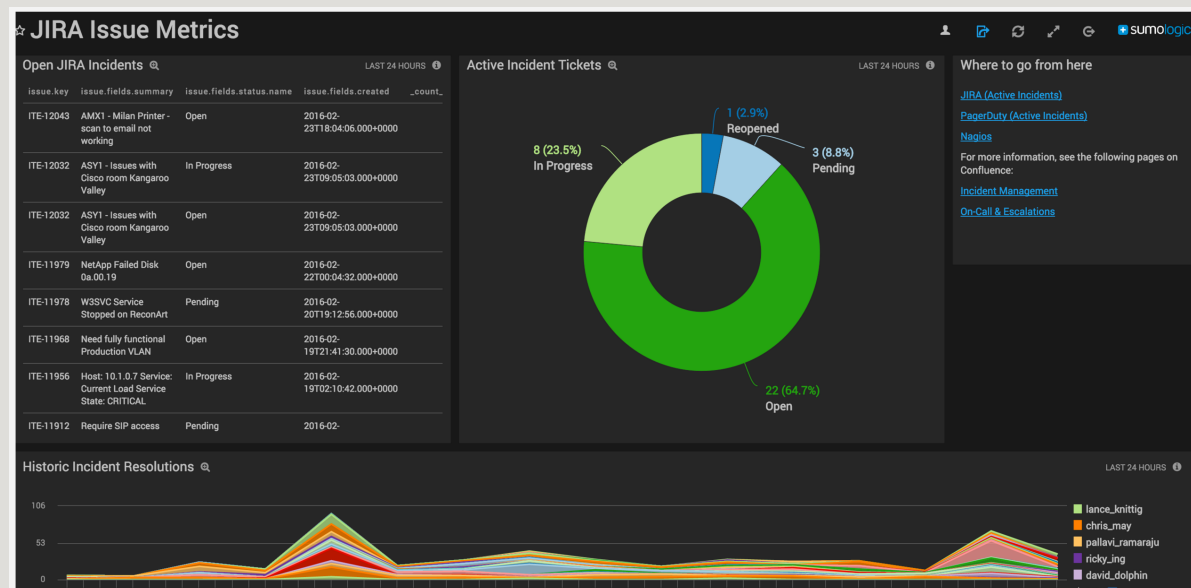 JIRA Issue Metrics
sumologic
Open JIRA Incidents
LAST 24 HOURS
issue.key issue.fields.summary issue.fields.status.name issue.fields.created _count_
ITE-12043 AMX1 - Milan Printer - Open 2016-02-
scan to email not 23T18:04:06.000+0000
working
ITE-12032 ASY1 - Issues with In Progress 2016-02-
Cisco room Kangaroo 23T09:05:03.000+0000
Valley
ITE-12032 ASY1 - Issues with Open 2016-02-
Cisco room Kangaroo 23T09:05:03.000+0000
Valley
ITE-11979 NetApp Failed Disk Open 2016-02-
0a.00.19 22T00:04:32.000+0000
ITE-11978 W3SVC Service Pending 2016-02-
Stopped on ReconArt 20T19:12:56.000+0000
ITE-11968 Need fully functional Open 2016-02-
Production VLAN 19T21:41:30.000+0000
ITE-11956 Host: 10.1.0.7 Service: In Progress 2016-02-
Current Load Service 19T02:10:42.000+0000
State: CRITICAL
ITE-11912 Require SIP access Pending 2016-02-
Active Incident Tickets
LAST 24 HOURS
1 (2.9%)
Reopened
3 (8.8%)
Pending
8 (23.5%)
In Progress
22 (64.7%)
Open
Where to go from here
JIRA (Active Incidents)
PagerDuty (Active Incidents)
Nagios
For more information, see the following pages on
Confluence:
Incident Management
On-Call & Escalations
Historic Incident Resolutions
LAST 24 HOURS
106
53
0
lance_knittig
chris_may
pallavi_ramaraju
ricky_ing
david_dolphin